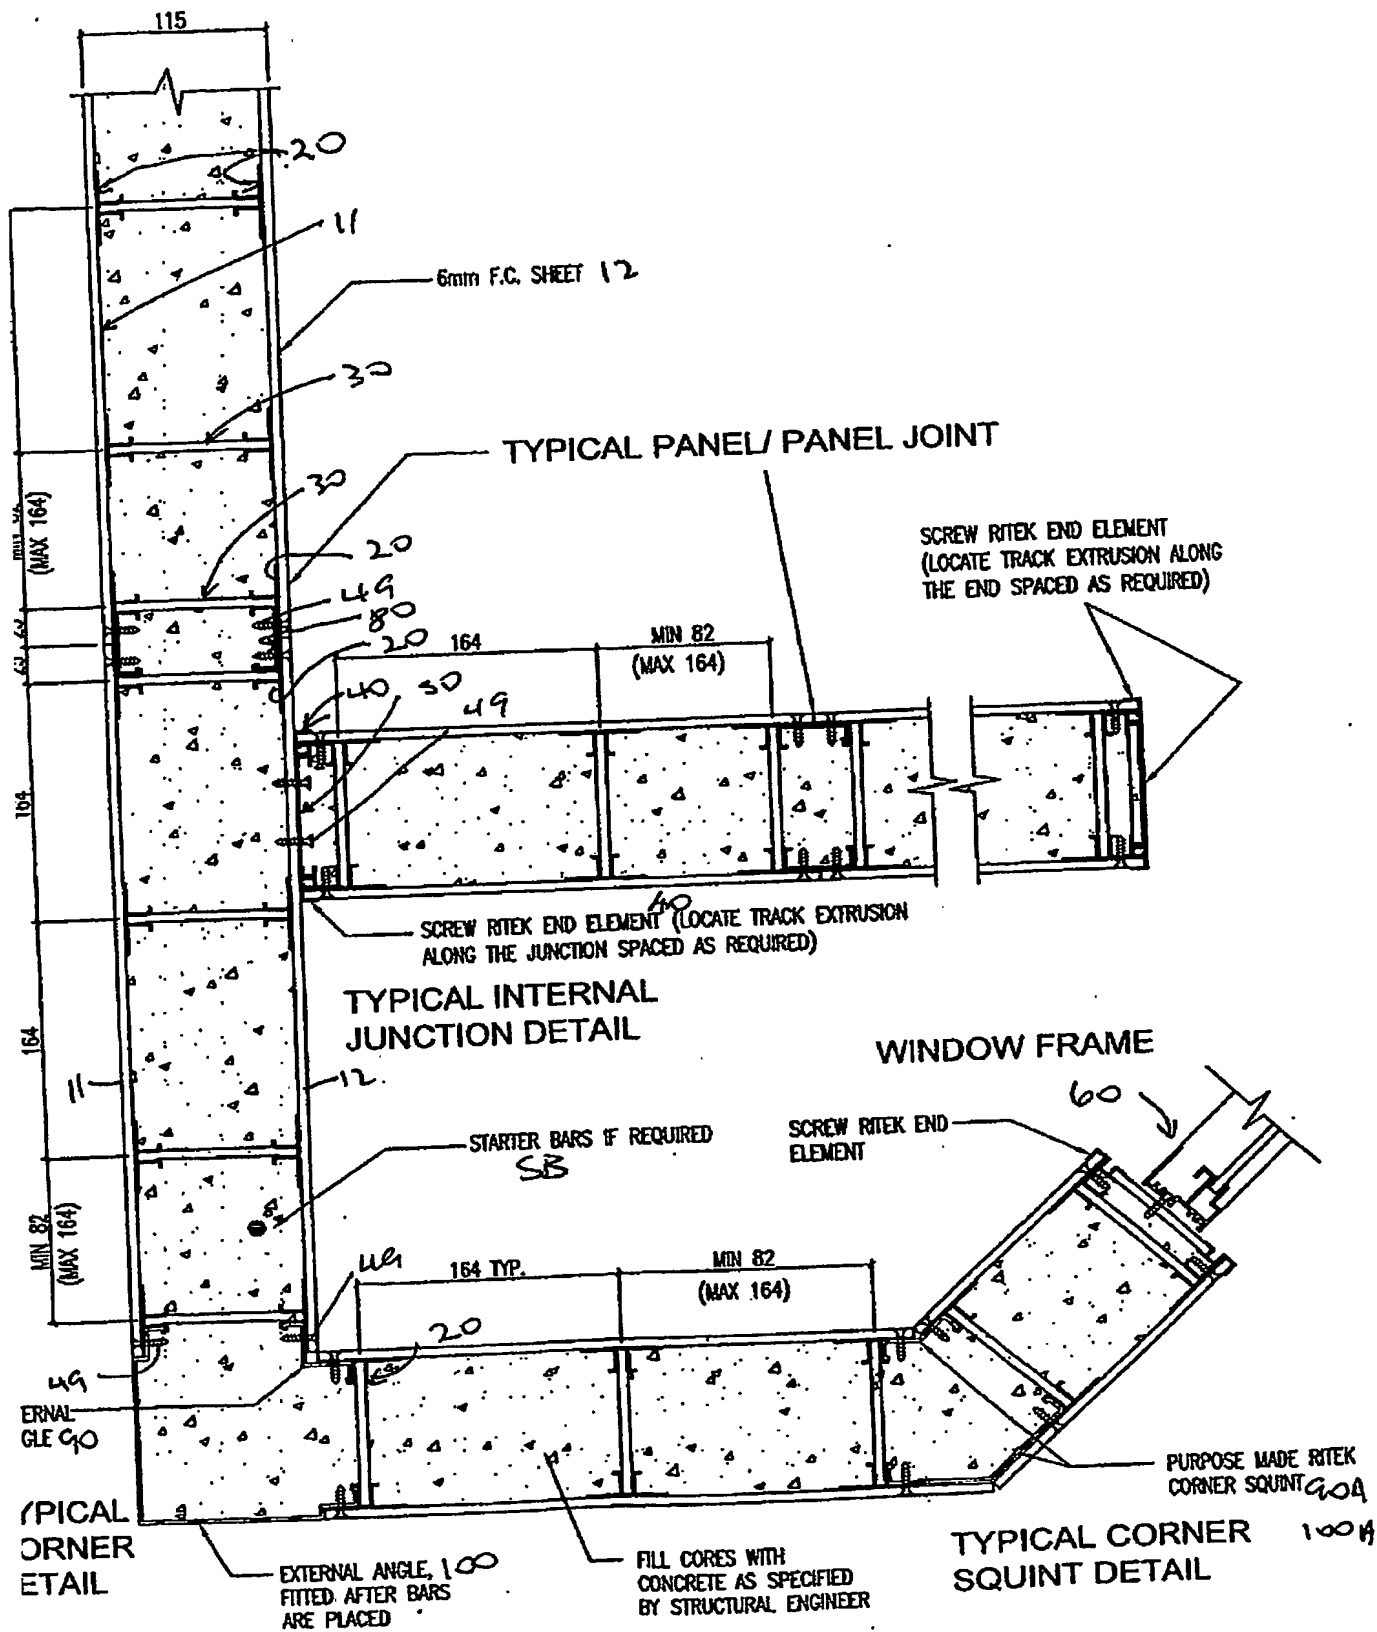 115
20
11
6mm F.C. SHEET 12
30
TYPICAL PANEL/ PANEL JOINT
30
(MAX 164)
20
49
80
20
SCREW RITEK END ELEMENT
(LOCATE TRACK EXTRUSION ALONG
THE END SPACED AS REQUIRED)
164
MIN 82
(MAX 164)
40
50
49
164
40
SCREW RITEK END ELEMENT (LOCATE TRACK EXTRUSION
ALONG THE JUNCTION SPACED AS REQUIRED)
TYPICAL INTERNAL
JUNCTION DETAIL
164
11
12
WINDOW FRAME
60
STARTER BARS IF REQUIRED
SB
SCREW RITEK END
ELEMENT
MIN 82
(MAX 164)
49
164 TYP.
MIN 82
(MAX 164)
20
49
ERNAL
GLE 90
PURPOSE MADE RITEK
CORNER SQUINT 90A
100A
YPICAL
ORNER
ETAIL
EXTERNAL ANGLE, 100
FITTED AFTER BARS
ARE PLACED
FILL CORES WITH
CONCRETE AS SPECIFIED
BY STRUCTURAL ENGINEER
TYPICAL CORNER
SQUINT DETAIL